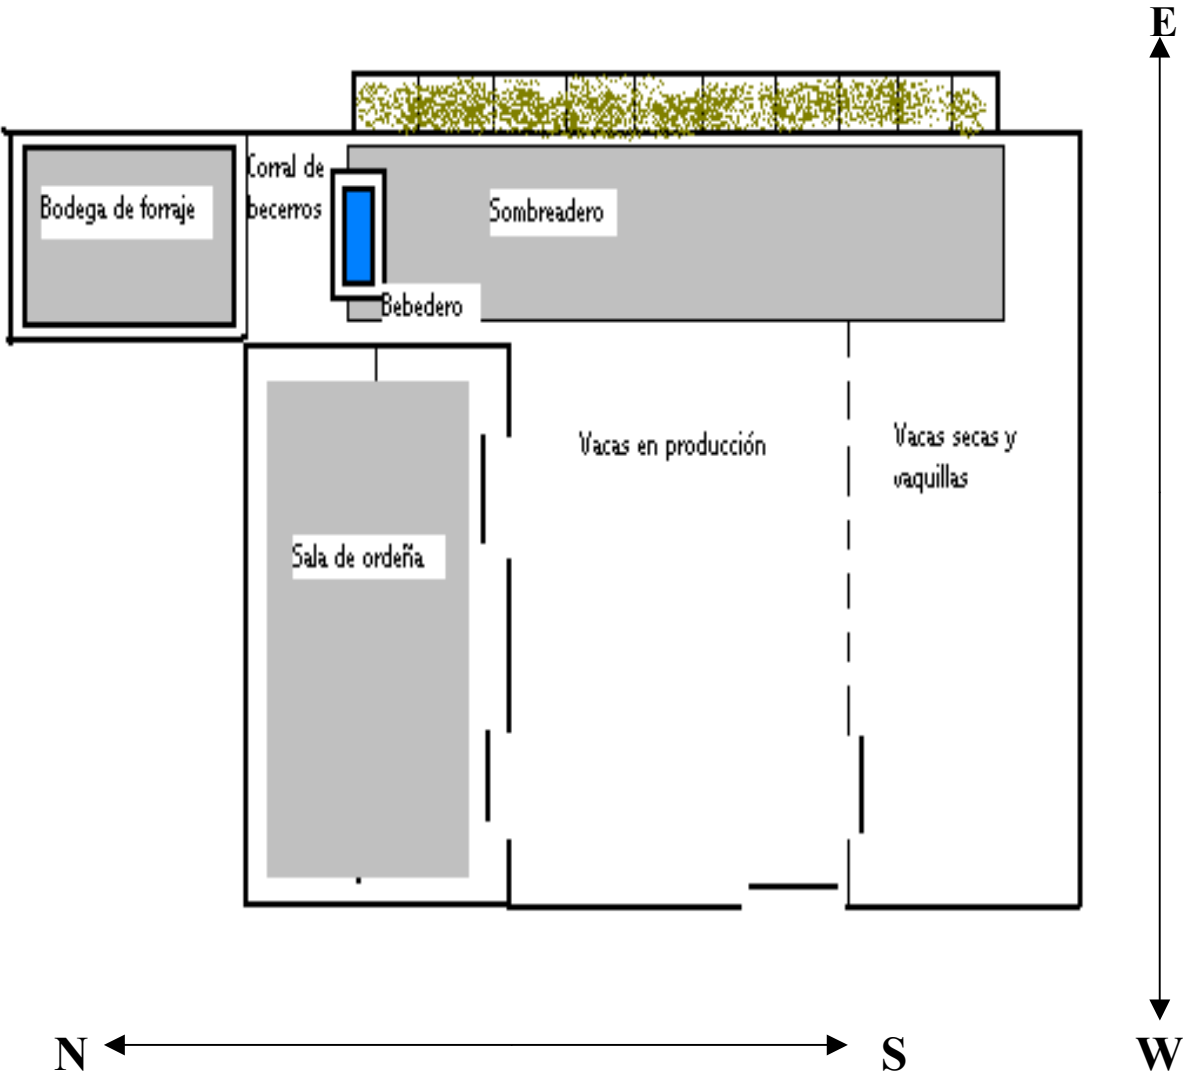 E
Corral de
becerros
Bodega de forraje
Sombreadero
Bebedero
Vacas en producción
Vacas secas y
vaquillas
Sala de ordeña
N
S
W